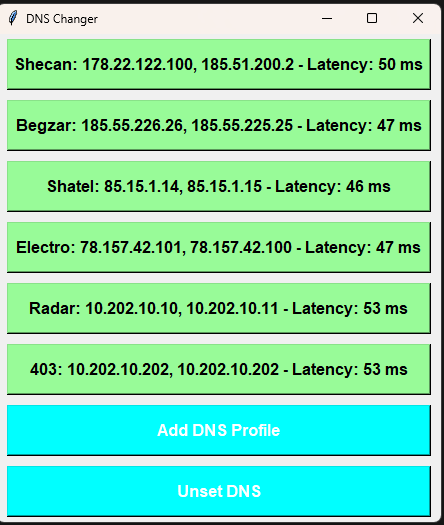 DNS Changer
Shecan: 178.22.122.100, 185.51.200.2 - Latency: 50 ms
Begzar: 185.55.226.26, 185.55.225.25 - Latency: 47 ms
Shatel: 85.15.1.14, 85.15.1.15 - Latency: 46 ms
Electro: 78.157.42.101, 78.157.42.100 - Latency: 47 ms
Radar: 10.202.10.10, 10.202.10.11 - Latency: 53 ms
403: 10.202.10.202, 10.202.10.202 - Latency: 53 ms
Add DNS Profile
Unset DNS